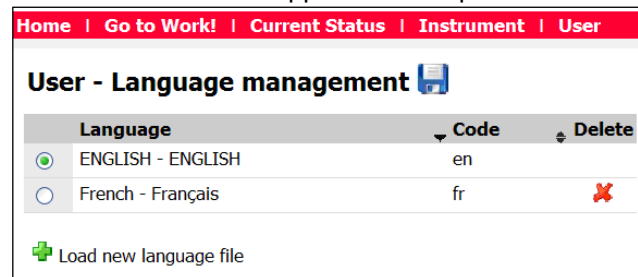 Home | Go to Work! | Current Status | Instrument | User
User - Language management
Language Code Delete
ENGLISH - ENGLISH en
French - Français fr
Load new language file